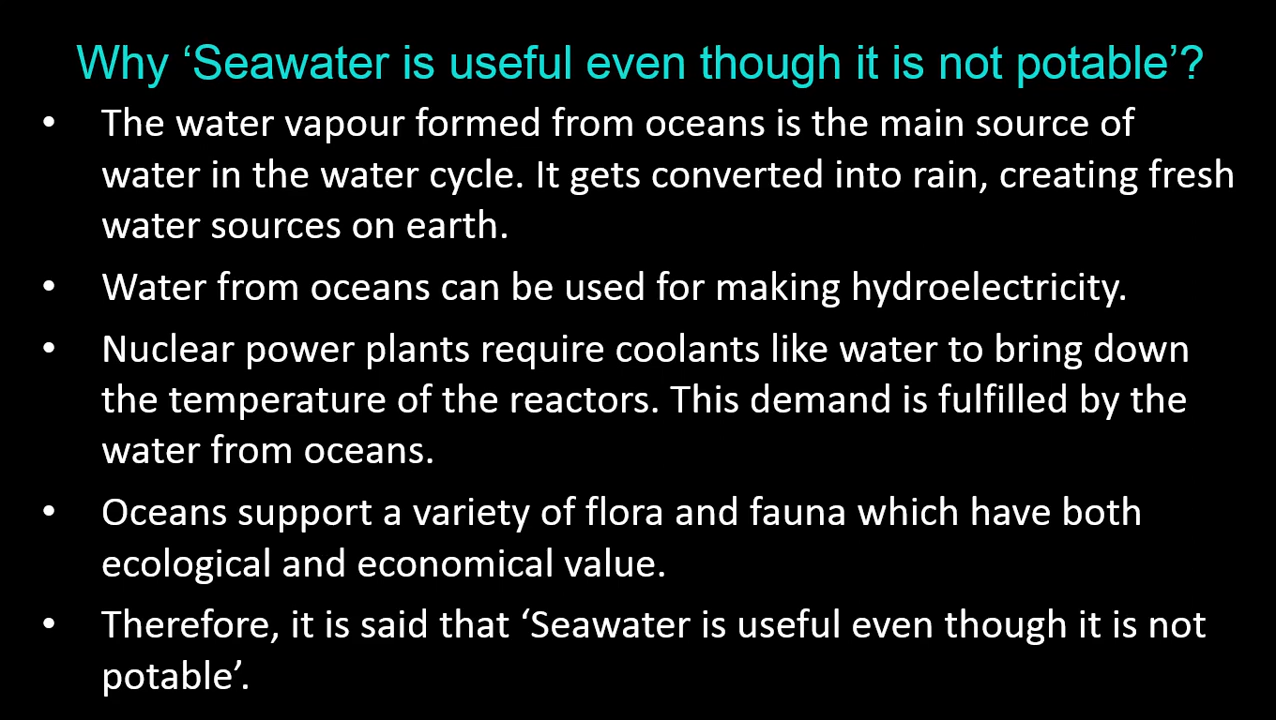 Why ‘Seawater is useful even though it is not potable’?
• The water vapour formed from oceans is the main source of
water in the water cycle. It gets converted into rain, creating fresh
water sources on earth.
• Water from oceans can be used for making hydroelectricity.
• Nuclear power plants require coolants like water to bring down
the temperature of the reactors. This demand is fulfilled by the
water from oceans.
• Oceans support a variety of flora and fauna which have both
ecological and economical value.
• Therefore, it is said that ‘Seawater is useful even though it is not
potable’.